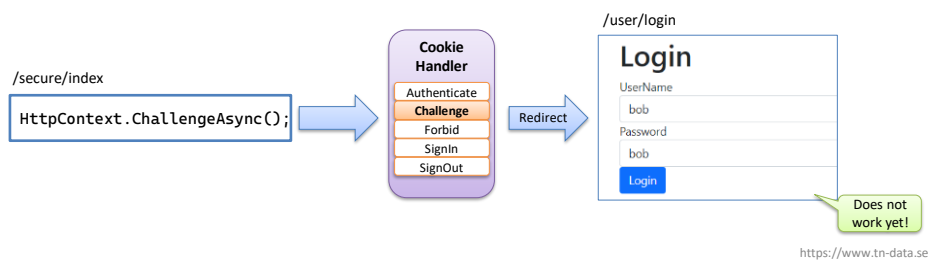 /secure/index
HttpContext.ChallengeAsync();
Cookie
Handler
Authenticate
Challenge
Forbid
SignIn
SignOut
Redirect
/user/login
Login
UserName
bob
Password
bob
Login
Does not
work yet!
https://www.tn-data.se